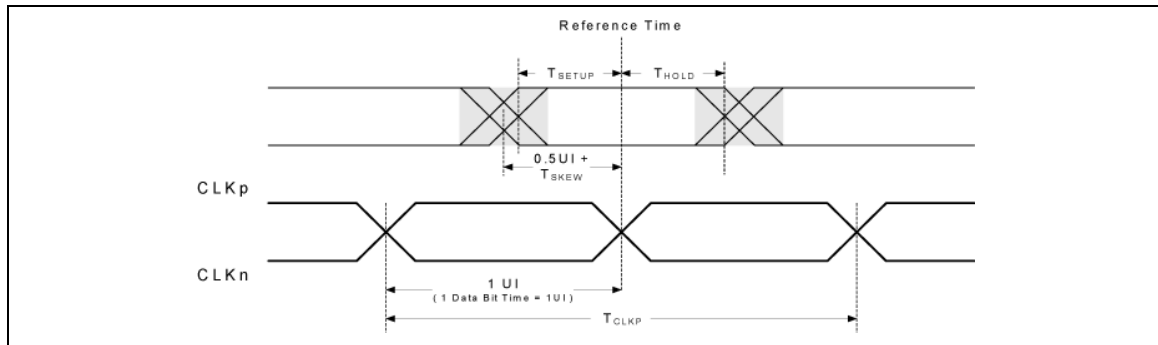 Reference Time
TSETUP THOLD
0.5UI +
TSKEW
CLKp
CLKn
1 UI
( 1 Data Bit Time = 1UI )
TCLKP